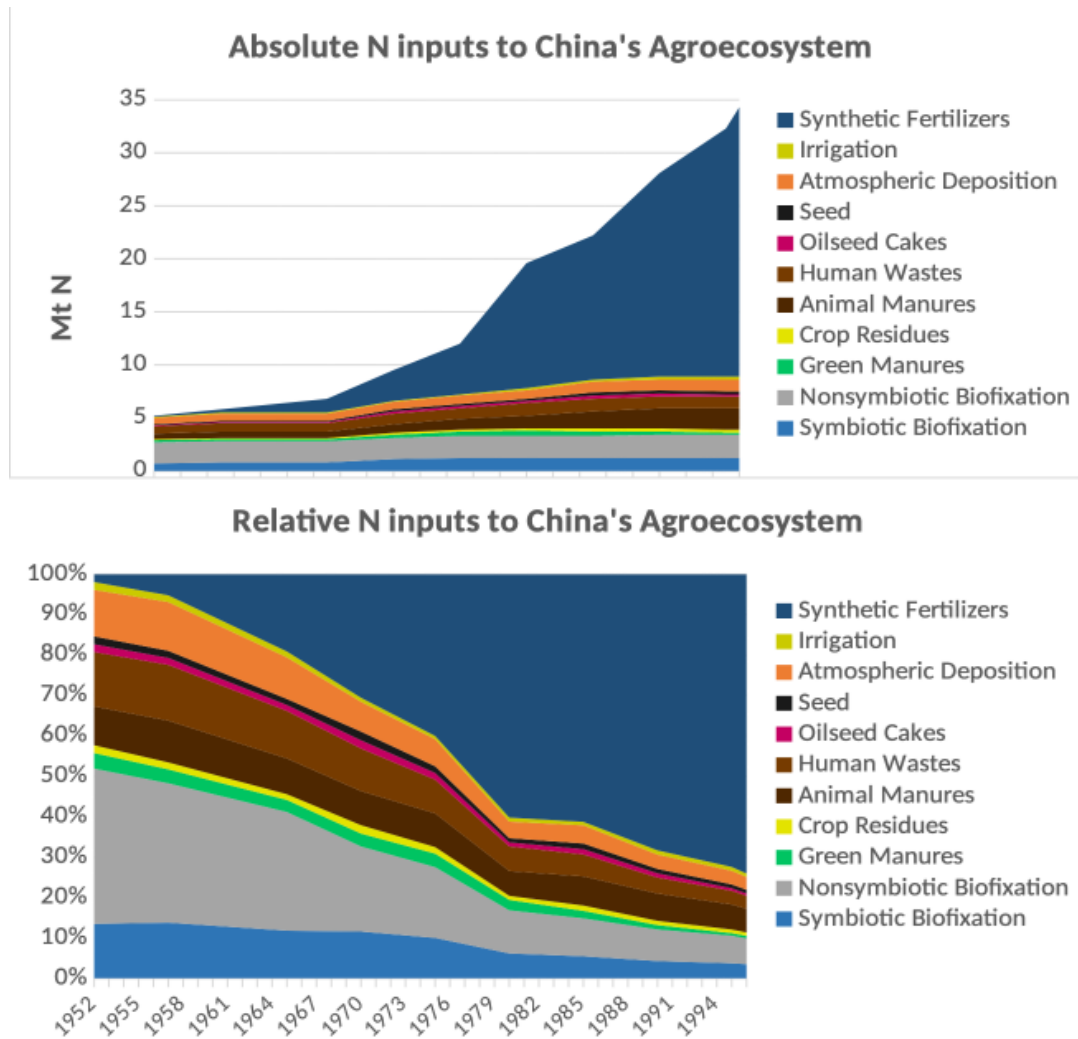 Absolute N inputs to China's Agroecosystem
Mt N
35
30
25
20
15
10
5
0
Synthetic Fertilizers
Irrigation
Atmospheric Deposition
Seed
Oilseed Cakes
Human Wastes
Animal Manures
Crop Residues
Green Manures
Nonsymbiotic Biofixation
Symbiotic Biofixation
Relative N inputs to China's Agroecosystem
100%
90%
80%
70%
60%
50%
40%
30%
20%
10%
0%
1952
1955
1958
1961
1964
1967
1970
1973
1976
1979
1982
1985
1988
1991
1994
Synthetic Fertilizers
Irrigation
Atmospheric Deposition
Seed
Oilseed Cakes
Human Wastes
Animal Manures
Crop Residues
Green Manures
Nonsymbiotic Biofixation
Symbiotic Biofixation